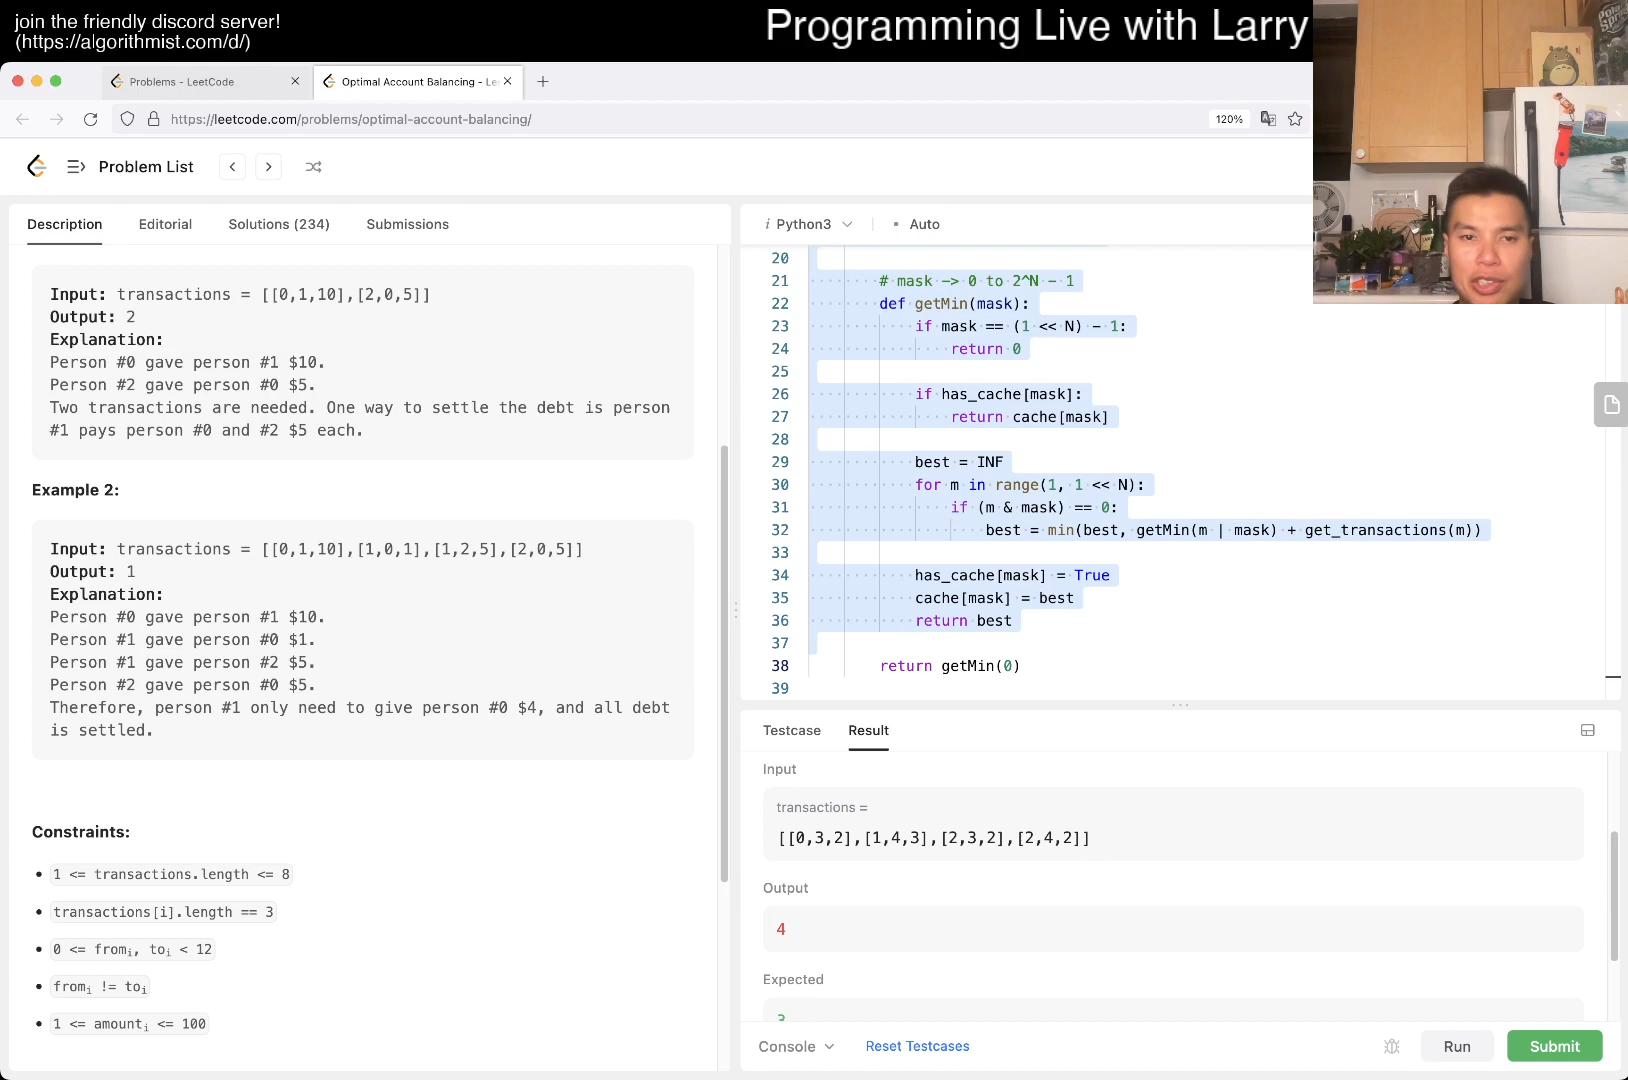 join the friendly discord server!
(https://algorithmist.com/d/)
Programming Live with Larry
Problems - LeetCode
Optimal Account Balancing - Le
https://leetcode.com/problems/optimal-account-balancing/
120%
Problem List
Description
Editorial
Solutions (234)
Submissions
Input: transactions = [[0,1,10],[2,0,5]]
Output: 2
Explanation:
Person #0 gave person #1 $10.
Person #2 gave person #0 $5.
Two transactions are needed. One way to settle the debt is person
#1 pays person #0 and #2 $5 each.
Example 2:
Input: transactions = [[0,1,10],[1,0,1],[1,2,5],[2,0,5]]
Output: 1
Explanation:
Person #0 gave person #1 $10.
Person #1 gave person #0 $1.
Person #1 gave person #2 $5.
Person #2 gave person #0 $5.
Therefore, person #1 only need to give person #0 $4, and all debt
is settled.
Constraints:
• 1 <= transactions.length <= 8
• transactions[i].length == 3
• 0 <= fromi, toi < 12
• fromi != toi
• 1 <= amounti <= 100
i Python3
• Auto
20
21 # mask -> 0 to 2^N - 1
22 def getMin(mask):
23 if mask == (1 << N) - 1:
24 return 0
25
26 if has_cache[mask]:
27 return cache[mask]
28
29 best = INF
30 for m in range(1, 1 << N):
31 if (m & mask) == 0:
32 best = min(best, getMin(m | mask) + get_transactions(m))
33
34 has_cache[mask] = True
35 cache[mask] = best
36 return best
37
38 return getMin(0)
39
Testcase
Result
Input
transactions =
[[0,3,2],[1,4,3],[2,3,2],[2,4,2]]
Output
4
Expected
3
Console
Reset Testcases
Run
Submit